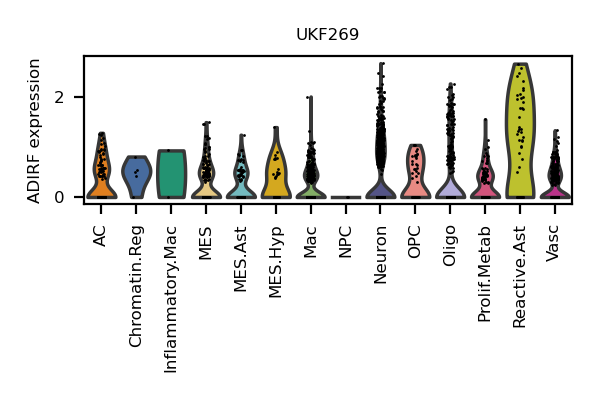 UKF269
ADIRF expression
2
0
AC
Chromatin.Reg
Inflammatory.Mac
MES
MES.Ast
MES.Hyp
Mac
NPC
Neuron
OPC
Oligo
Prolif.Metab
Reactive.Ast
Vasc